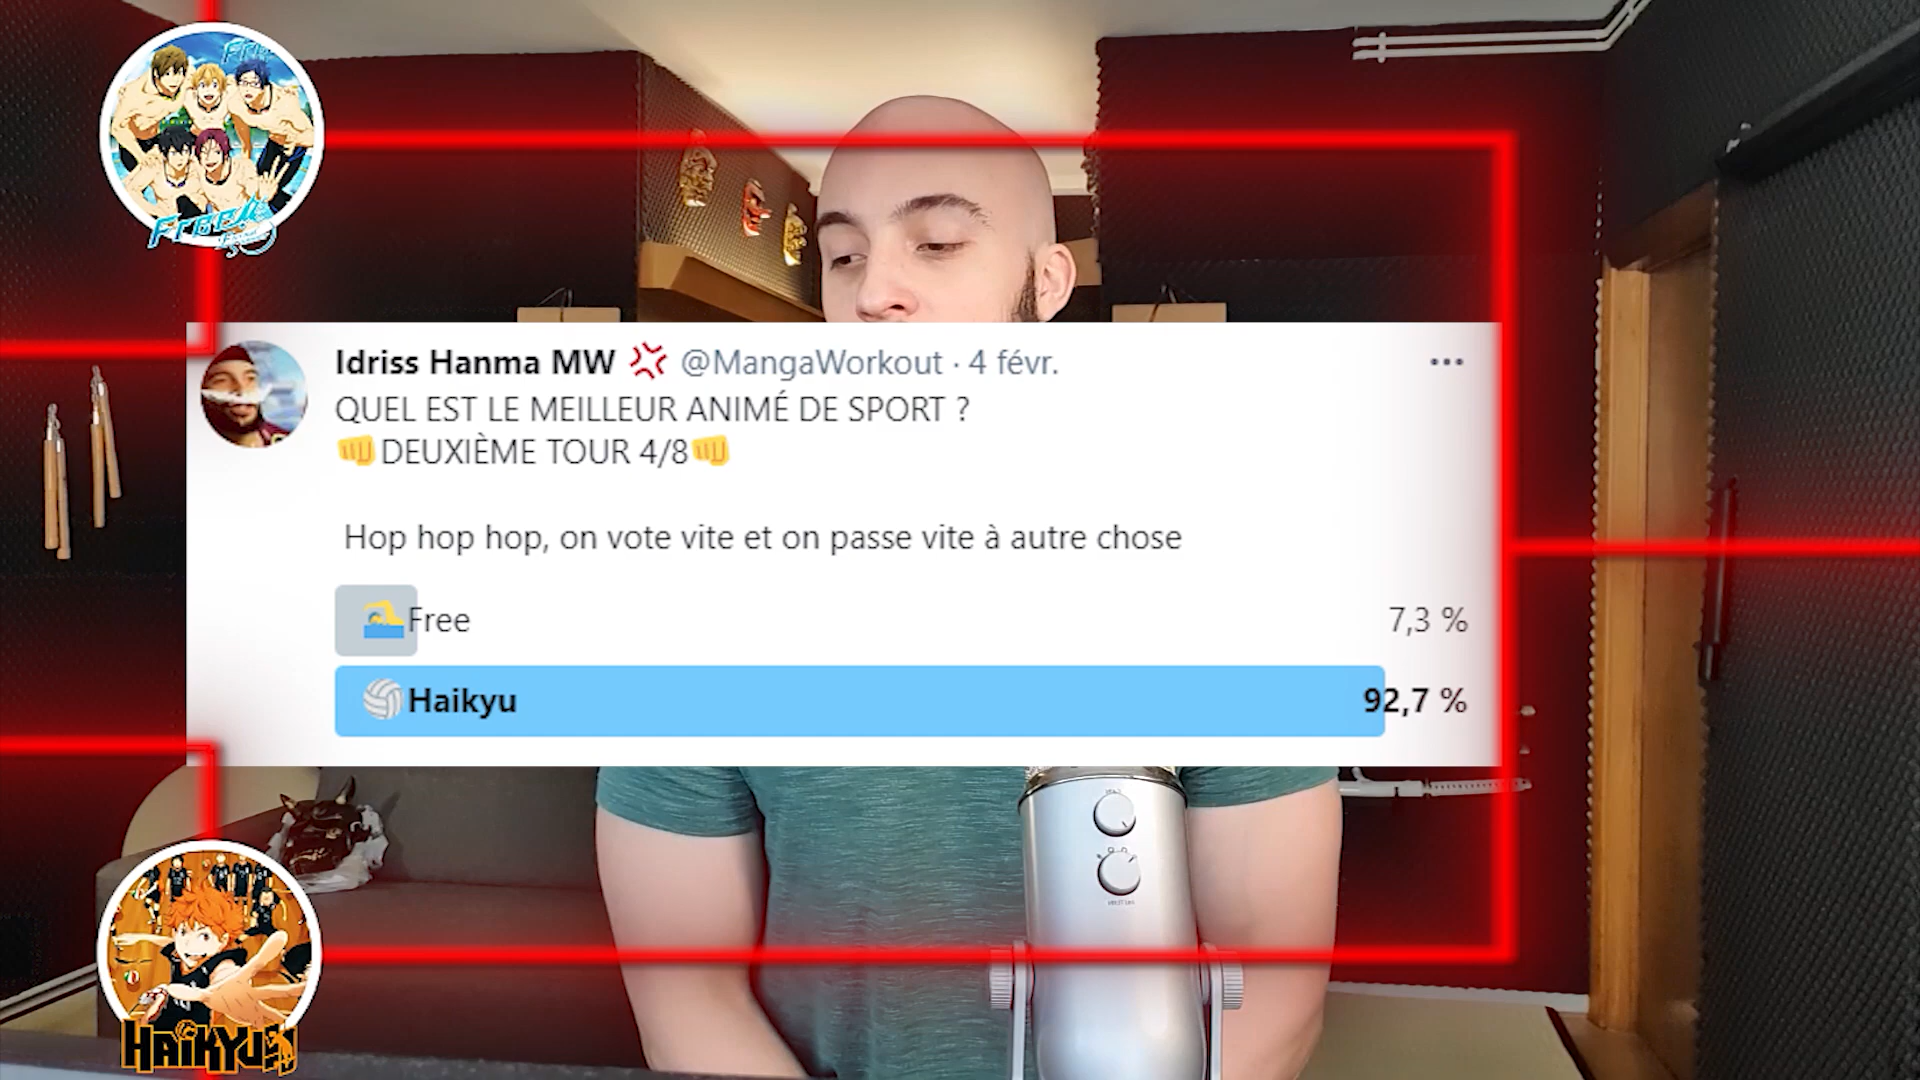 Free!
Idriss Hanma MW 💢 @MangaWorkout · 4 févr.
QUEL EST LE MEILLEUR ANIMÉ DE SPORT ?
👊DEUXIÈME TOUR 4/8👊
Hop hop hop, on vote vite et on passe vite à autre chose
🏊Free 7,3 %
🏐Haikyu 92,7 %
HAIKYU!!